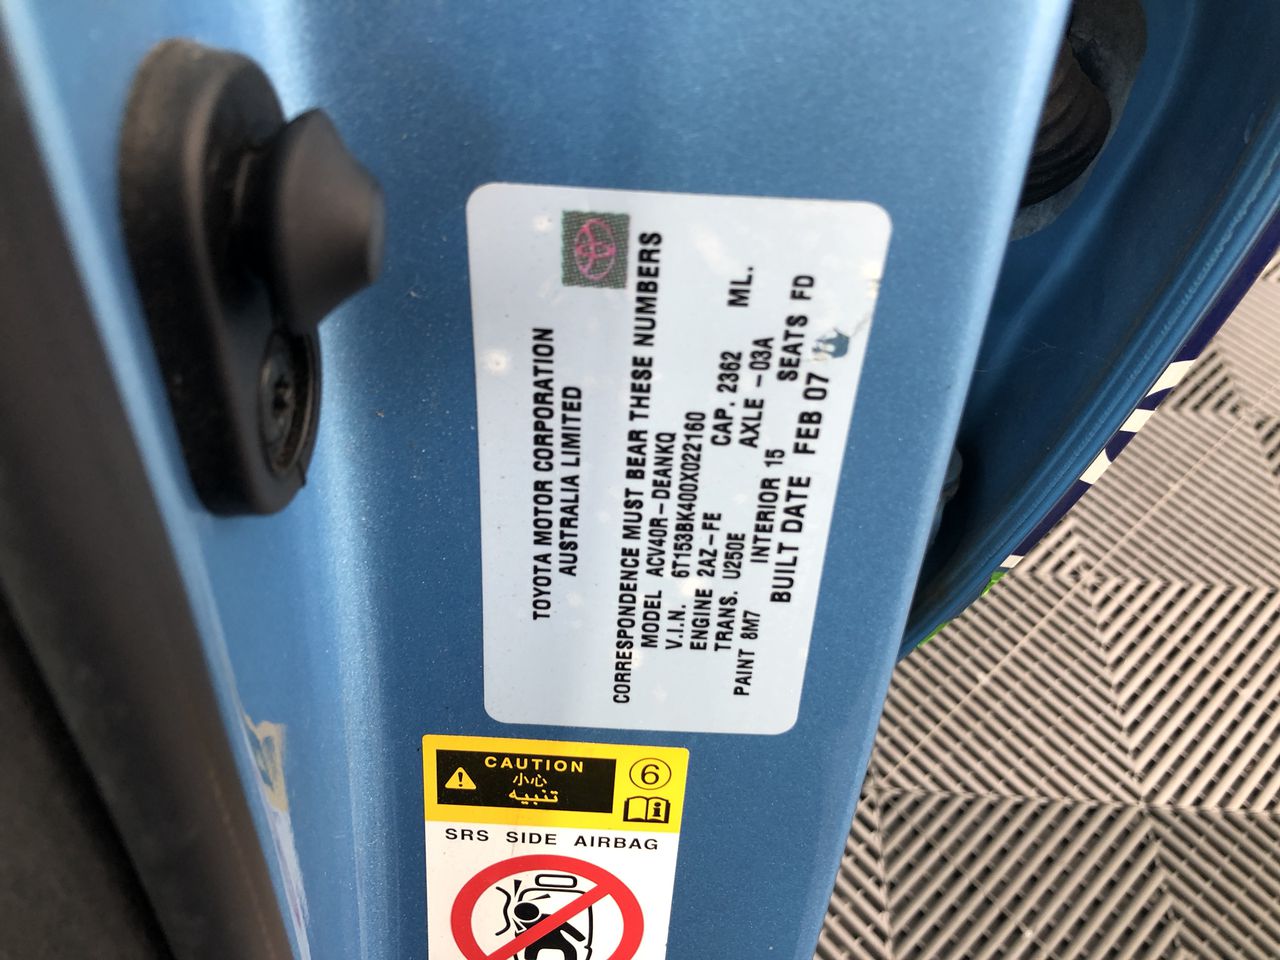 TOYOTA MOTOR CORPORATION
AUSTRALIA LIMITED
CORRESPONDENCE MUST BEAR THESE NUMBERS
MODEL ACV40R-DEANKQ
V.I.N. 6T153BK400X022160
ENGINE 2AZ-FE CAP. 2362 ML.
TRANS. U250E AXLE -03A
PAINT 8M7 INTERIOR 15 SEATS FD
BUILT DATE FEB 07
CAUTION
小心
تنبيه
6
i
SRS SIDE AIRBAG